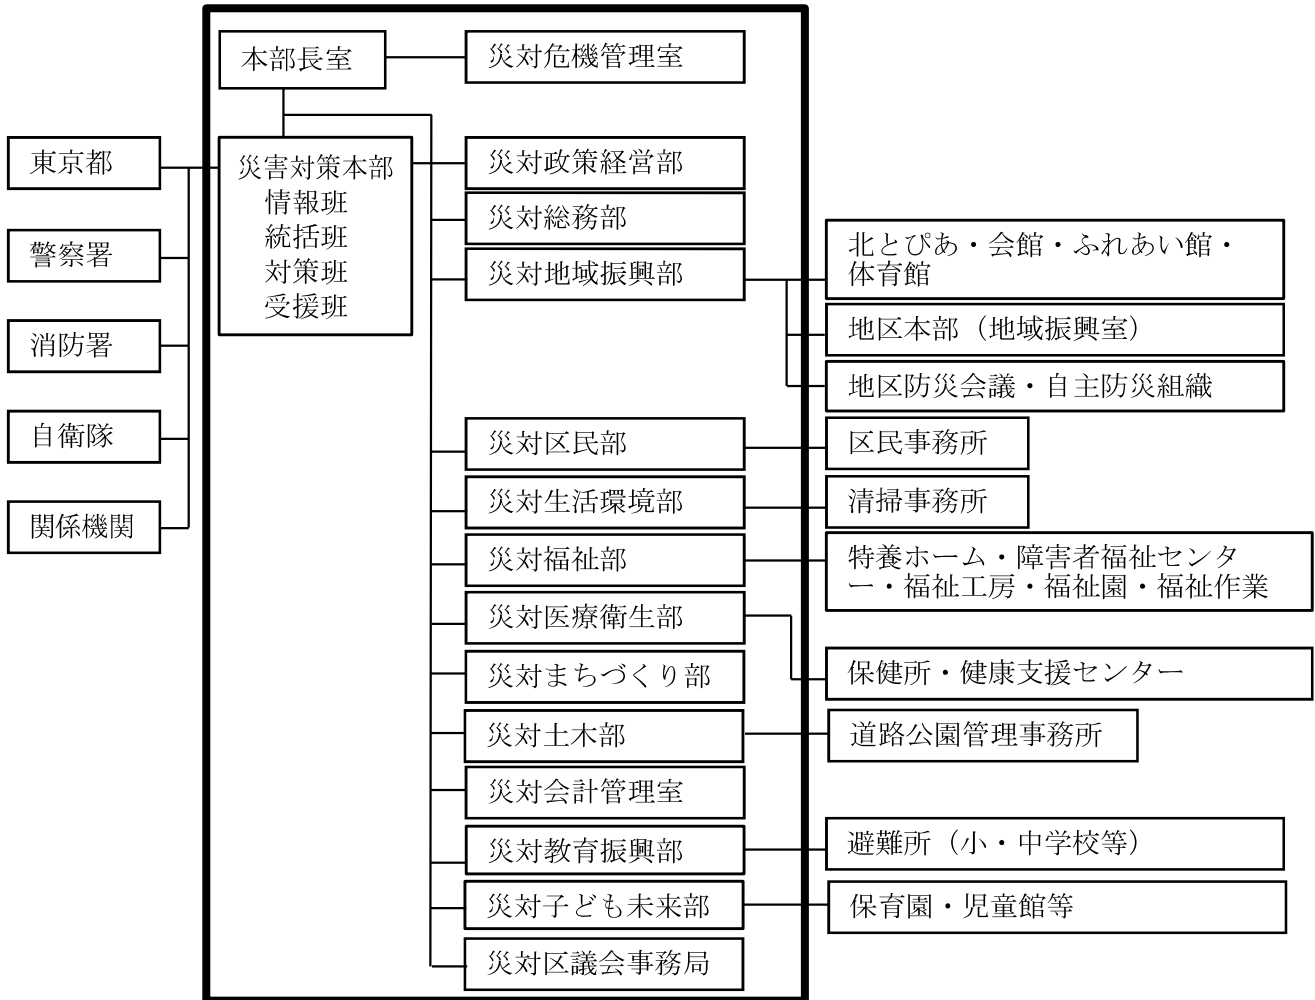 本部長室
災対危機管理室
東京都
警察署
消防署
自衛隊
関係機関
災害対策本部
情報班
統括班
対策班
受援班
災対政策経営部
災対総務部
災対地域振興部
北とぴあ・会館・ふれあい館・
体育館
地区本部（地域振興室）
地区防災会議・自主防災組織
災対区民部
区民事務所
災対生活環境部
清掃事務所
災対福祉部
特養ホーム・障害者福祉センタ
ー・福祉工房・福祉園・福祉作業
災対医療衛生部
保健所・健康支援センター
災対まちづくり部
災対土木部
道路公園管理事務所
災対会計管理室
災対教育振興部
避難所（小・中学校等）
災対子ども未来部
保育園・児童館等
災対区議会事務局